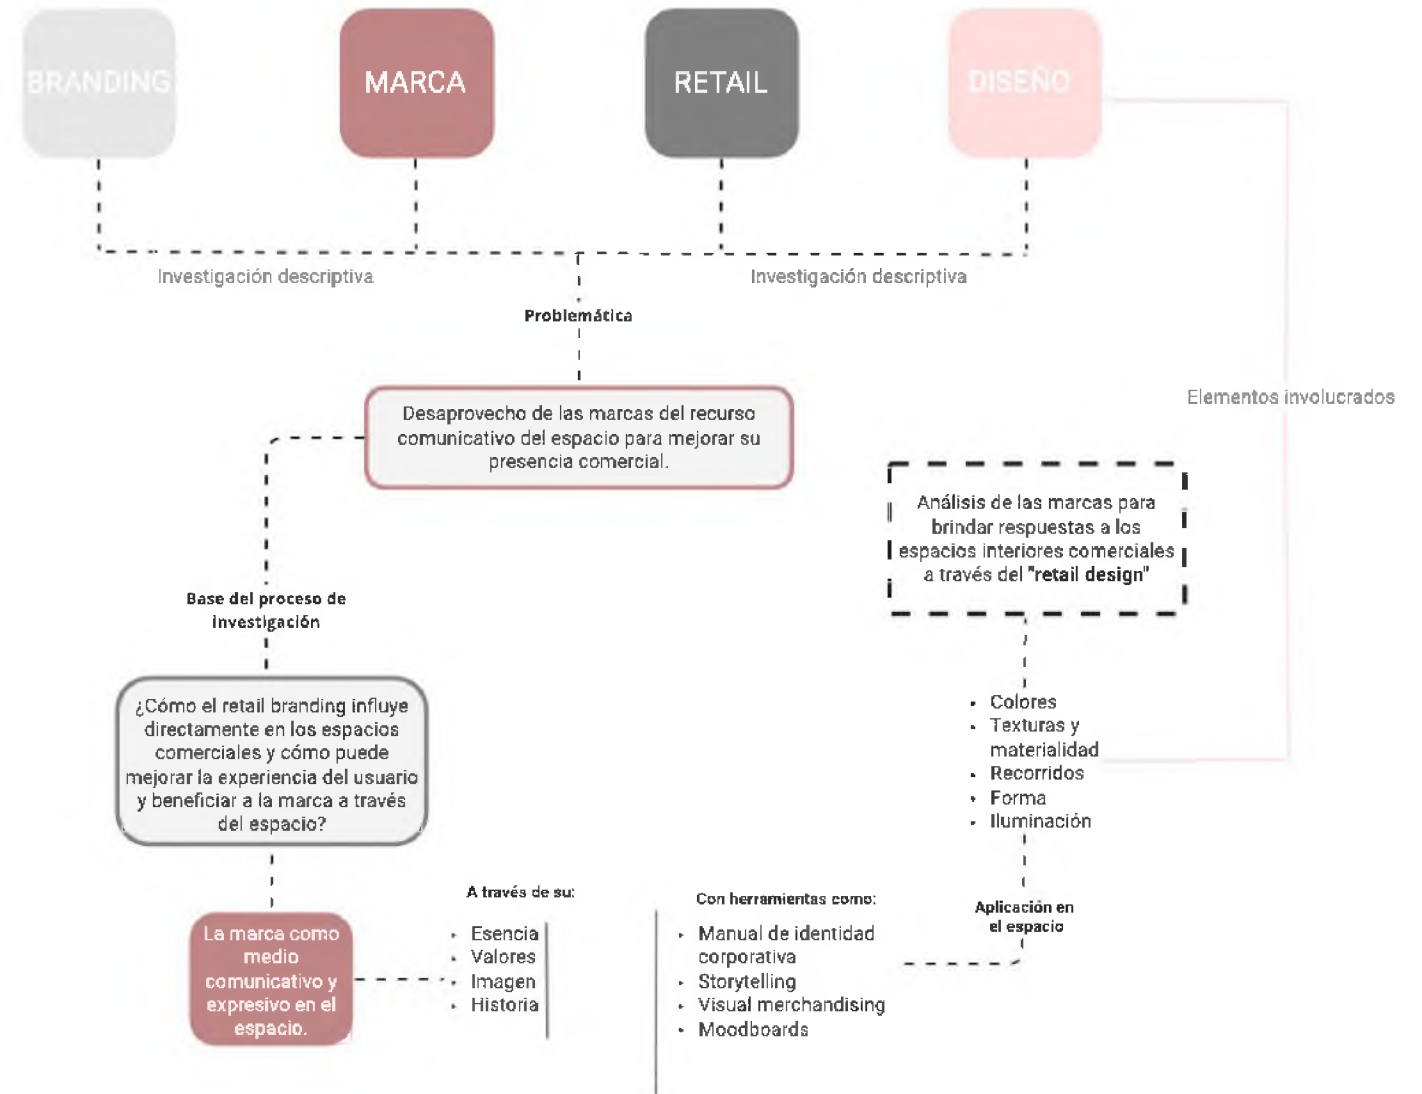 BRANDING
MARCA
RETAIL
DISEÑO
Investigación descriptiva
Investigación descriptiva
Problemática
Elementos involucrados
Desaprovecho de las marcas del recurso
comunicativo del espacio para mejorar su
presencia comercial.
Análisis de las marcas para
brindar respuestas a los
espacios interiores comerciales
a través del "retail design"
Base del proceso de
investigación
¿Cómo el retail branding influye
directamente en los espacios
comerciales y cómo puede
mejorar la experiencia del usuario
y beneficiar a la marca a través
del espacio?
• Colores
• Texturas y
materialidad
• Recorridos
• Forma
• Iluminación
La marca como
medio
comunicativo y
expresivo en el
espacio.
A través de su:
• Esencia
• Valores
• Imagen
• Historia
Con herramientas como:
• Manual de identidad
corporativa
• Storytelling
• Visual merchandising
• Moodboards
Aplicación en
el espacio